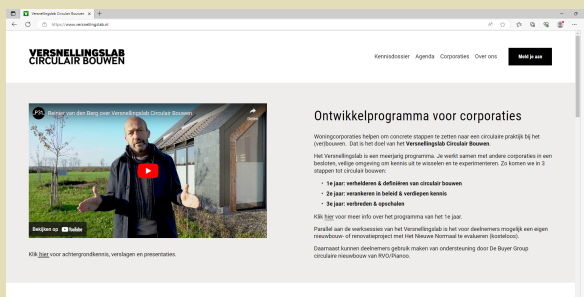 Versnellingslab Circulair Bouwen
https://www.versnellingslab.nl
VERSNELLINGSLAB
CIRCULAIR BOUWEN
Kennisdossier Agenda Corporaties Over ons Meld je aan
Reinier van den Berg over Versnellingslab Circulair Bouwen
Delen
Bekijken op YouTube
Klik hier voor achtergrondkennis, verslagen en presentaties.
Ontwikkelprogramma voor corporaties
Woningcorporaties helpen om concrete stappen te zetten naar een circulaire praktijk bij het
(ver)bouwen. Dat is het doel van het Versnellingslab Circulair Bouwen.
Het Versnellingslab is een meerjarig programma. Je werkt samen met andere corporaties in een
besloten, veilige omgeving om kennis uit te wisselen en te experimenteren. Zo komen we in 3
stappen tot circulair bouwen:
• 1e jaar: verhelderen & definiëren van circulair bouwen
• 2e jaar: verankeren in beleid & verdiepen kennis
• 3e jaar: verbreden & opschalen
Klik hier voor meer info over het programma van het 1e jaar.
Parallel aan de werksessies van het Versnellingslab is het voor deelnemers mogelijk een eigen
nieuwbouw- of renovatieproject met Het Nieuwe Normaal te evalueren (kosteloos).
Daarnaast kunnen deelnemers gebruik maken van ondersteuning door De Buyer Group
circulaire nieuwbouw van RVO/Pianoo.